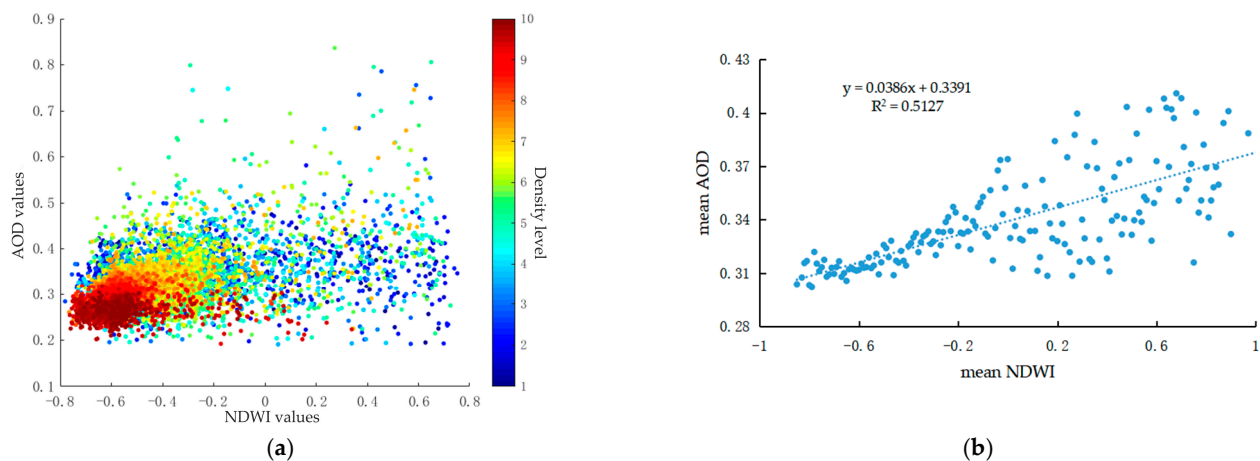 0. 9
0. 8
0. 7
0. 6
0. 5
0. 4
0. 3
0. 2
0. 1
AOD values
-0. 8 -0. 6 -0. 4 -0. 2 0 0. 2 0. 4 0. 6 0. 8
NDWI values
10
9
8
7
6
5
4
3
2
1
Density level
(a)
0. 43
0. 4
0. 37
0. 34
0. 31
0. 28
mean AOD
y = 0.0386x + 0.3391
R² = 0.5127
-1 -0. 6 -0. 2 0. 2 0. 6 1
mean NDWI
(b)